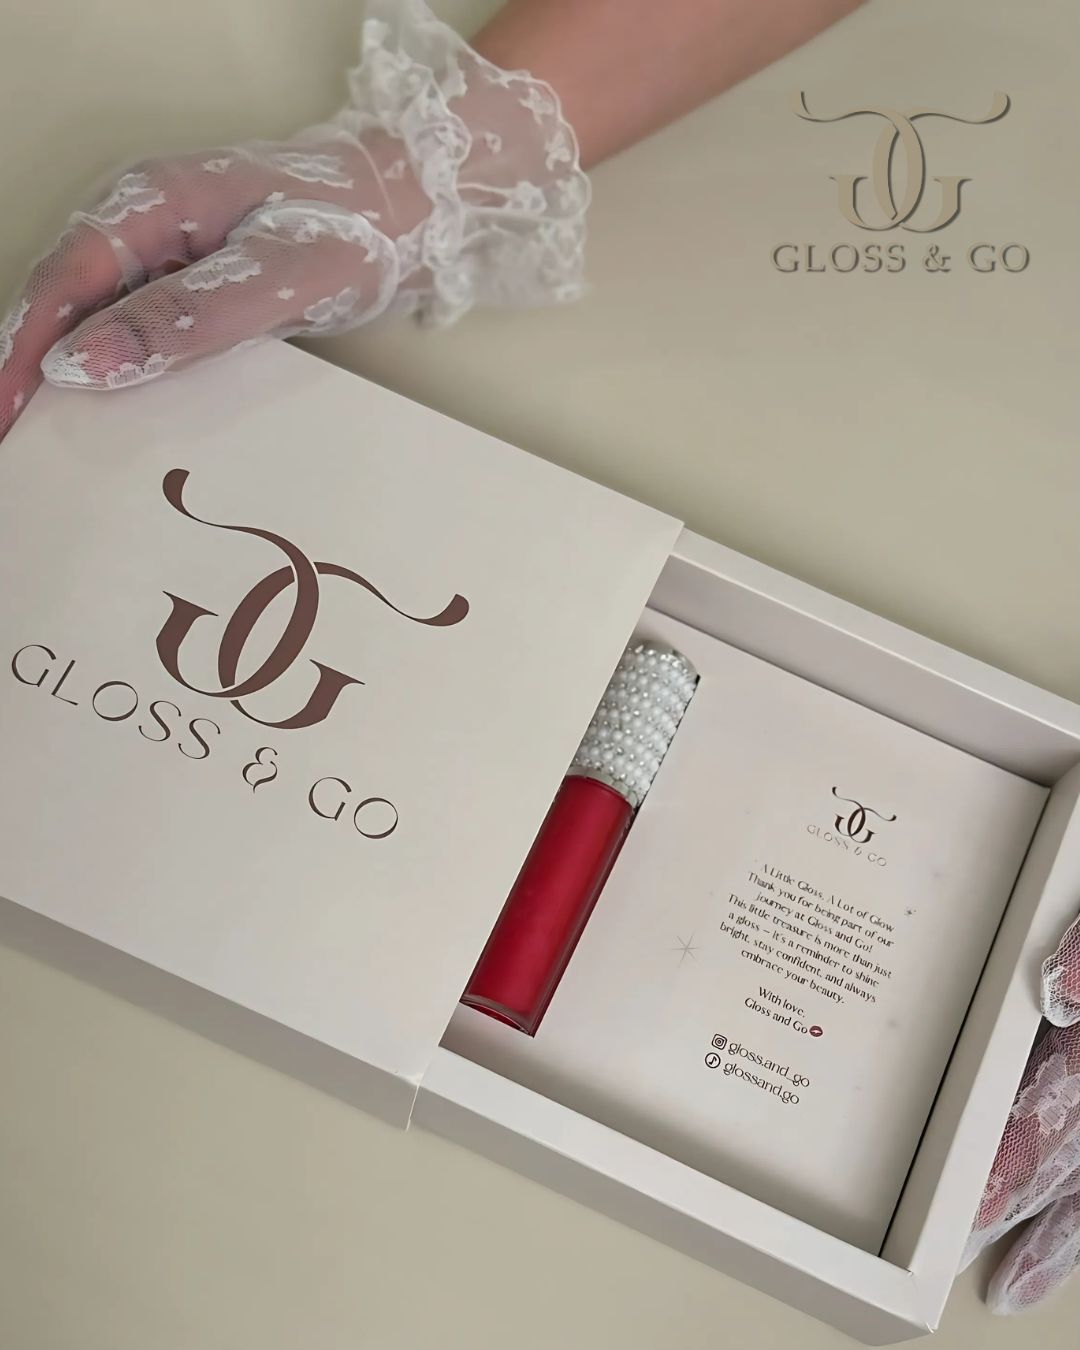 GLOSS & GO
GLOSS & GO
GLOSS & GO
A Little Gloss, A Lot of Glow
Thank you for being part of our
journey at Gloss and Go!
This little treasure is more than just
a gloss – it's a reminder to shine
bright, stay confident, and always
embrace your beauty.
With love,
Gloss and Go
gloss.and_go
glossand.go